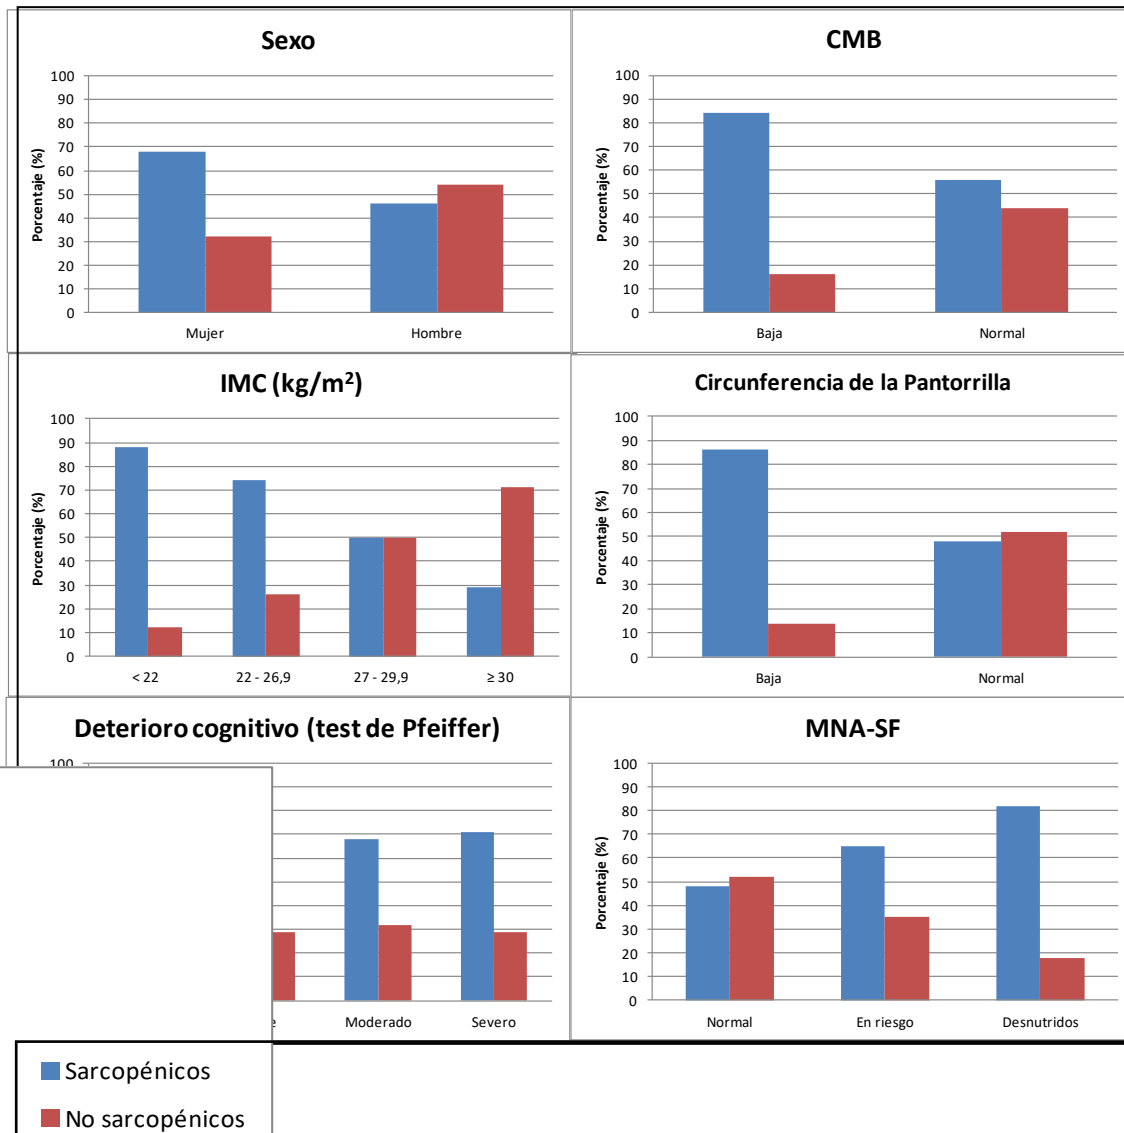 Sexo
Porcentaje (%)
100
90
80
70
60
50
40
30
20
10
0
Mujer
Hombre
CMB
Porcentaje (%)
100
90
80
70
60
50
40
30
20
10
0
Baja
Normal
IMC (kg/m²)
Porcentaje (%)
100
90
80
70
60
50
40
30
20
10
0
< 22
22 - 26,9
27 - 29,9
≥ 30
Circunferencia de la Pantorrilla
Porcentaje (%)
100
90
80
70
60
50
40
30
20
10
0
Baja
Normal
Deterioro cognitivo (test de Pfeiffer)
100
Moderado
Severo
MNA-SF
Porcentaje (%)
100
90
80
70
60
50
40
30
20
10
0
Normal
En riesgo
Desnutridos
Sarcopénicos
No sarcopénicos